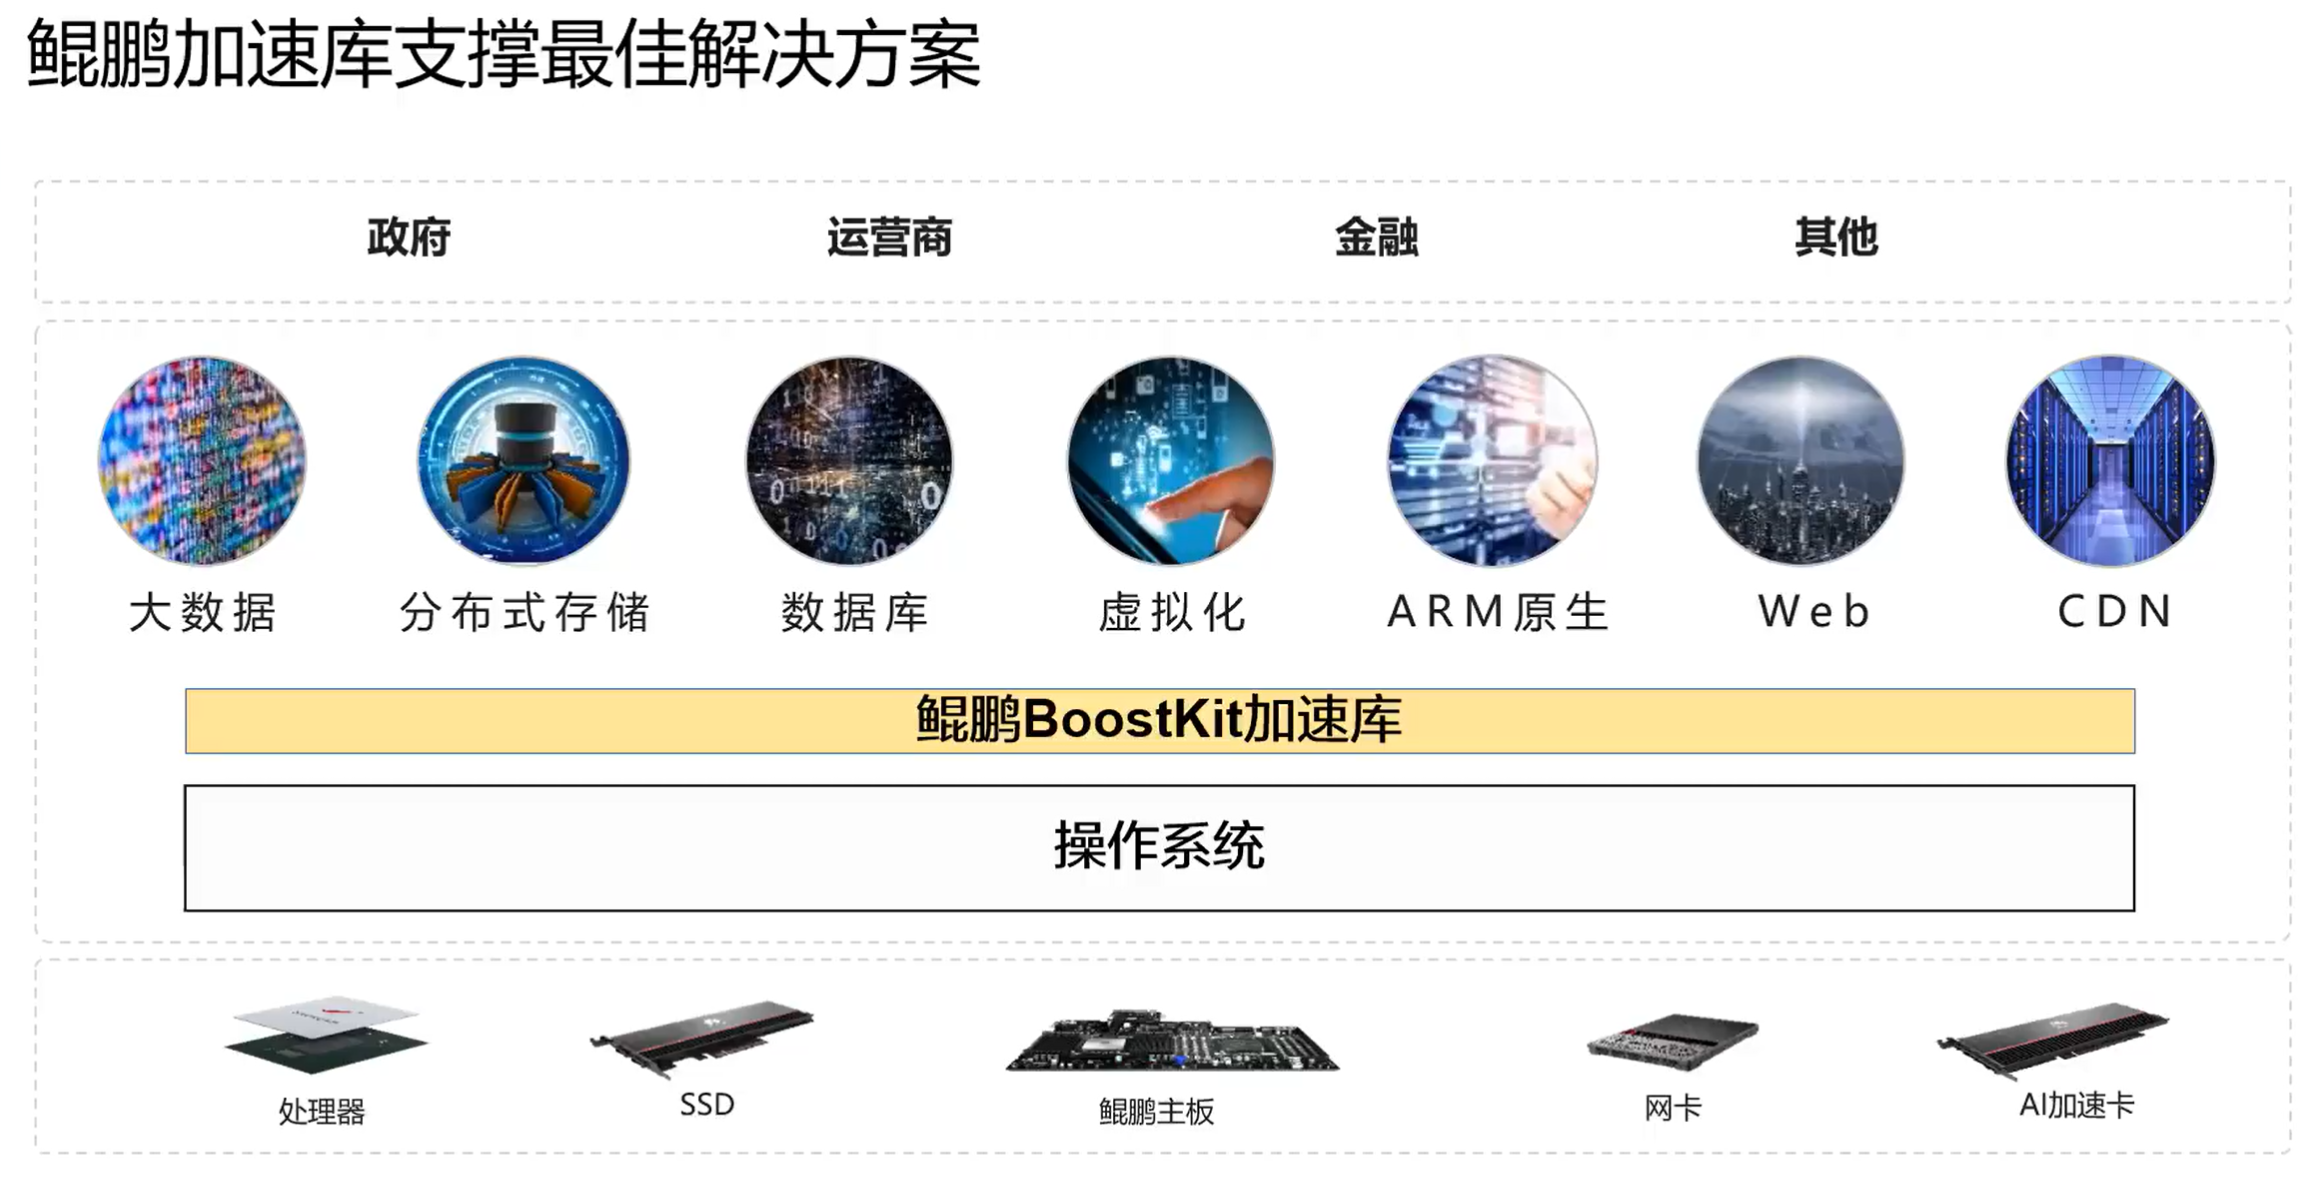 鲲鹏加速库支撑最佳解决方案
政府 运营商 金融 其他
大数据 分布式存储 数据库 虚拟化 ARM原生 Web CDN
鲲鹏BoostKit加速库
操作系统
处理器 SSD 鲲鹏主板 网卡 AI加速卡